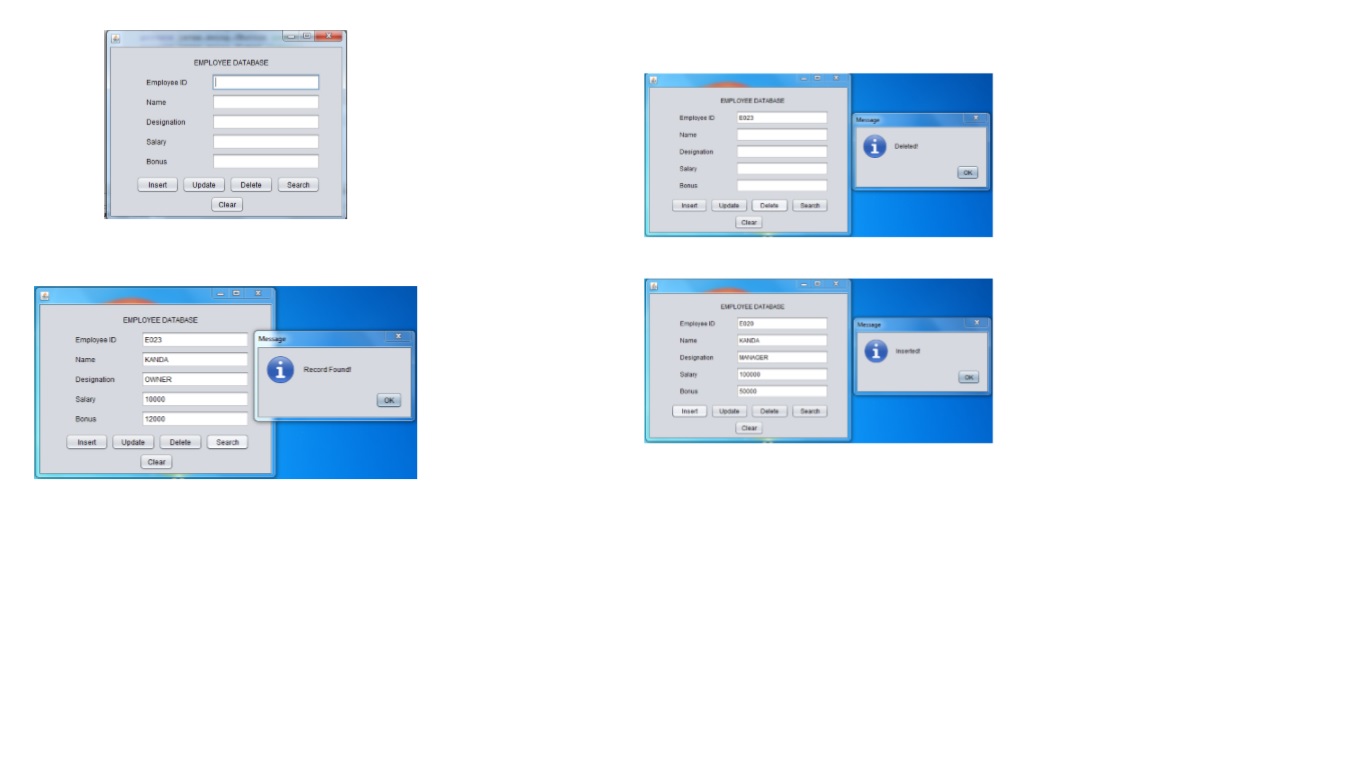 EMPLOYEE DATABASE
Employee ID
Name
Designation
Salary
Bonus
Insert Update Delete Search
Clear
EMPLOYEE DATABASE
Employee ID E023
Name KANDA
Designation OWNER
Salary 10000
Bonus 12000
Insert Update Delete Search
Clear
Message
Record Found!
OK
EMPLOYEE DATABASE
Employee ID E023
Name
Designation
Salary
Bonus
Insert Update Delete Search
Clear
Message
Deleted!
OK
EMPLOYEE DATABASE
Employee ID
Name KANDA
Designation MANAGER
Salary 100000
Bonus 50000
Insert Update Delete Search
Clear
Message
Inserted!
OK